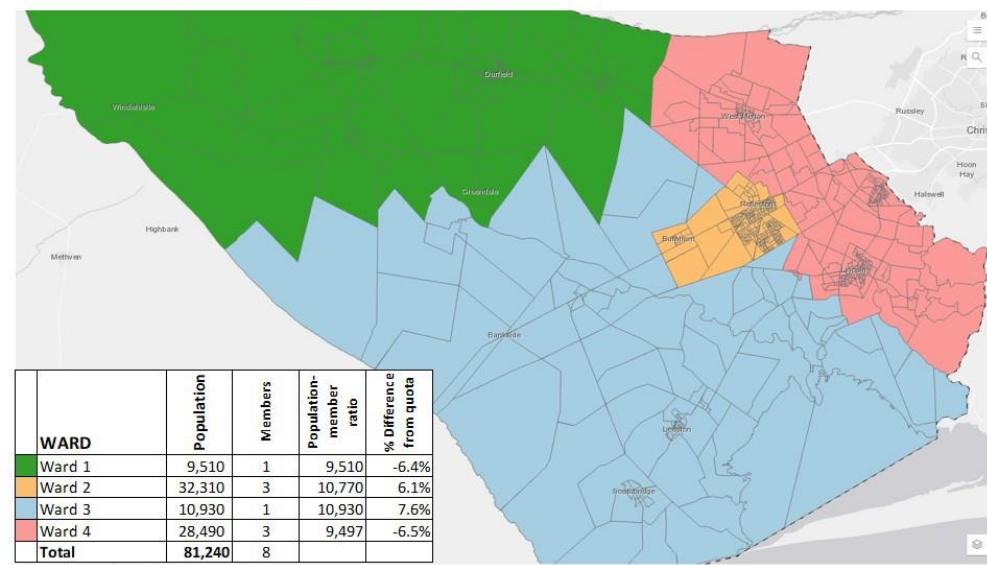 Darfield
Windwhistle
Russley
West Melton
Chri
Hoon
Hay
Halswell
Greendale
Rolleston
Highbank
Burnham
Methven
Lincoln
Bankside
Leeston
Southbridge
WARD Population Members Population-member ratio % Difference from quota
Ward 1 9,510 1 9,510 -6.4%
Ward 2 32,310 3 10,770 6.1%
Ward 3 10,930 1 10,930 7.6%
Ward 4 28,490 3 9,497 -6.5%
Total 81,240 8